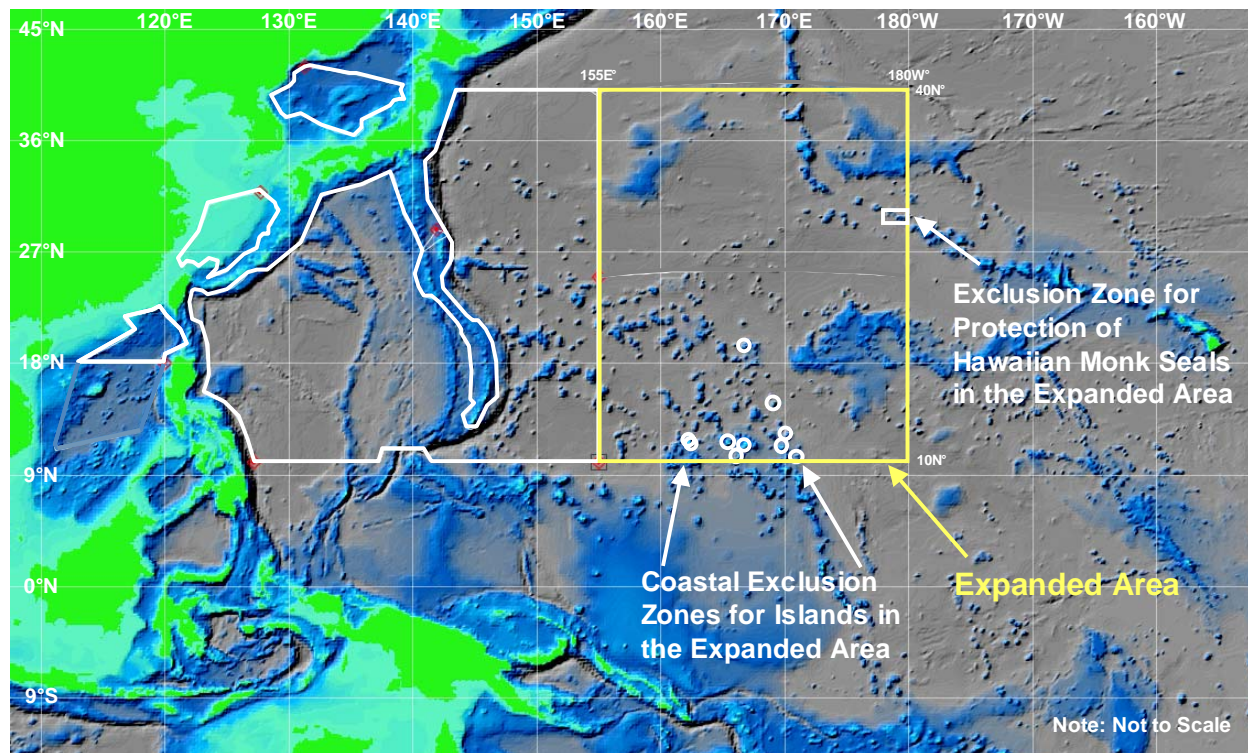 120°E 130°E 140°E 150°E 160°E 170°E 180°W 170°W 160°W
45°N
155E° 180W°
40N°
36°N
27°N
Exclusion Zone for
Protection of
Hawaiian Monk Seals
in the Expanded Area
18°N
9°N
10N°
0°N
Coastal Exclusion
Zones for Islands in
the Expanded Area
Expanded Area
9°S
Note: Not to Scale